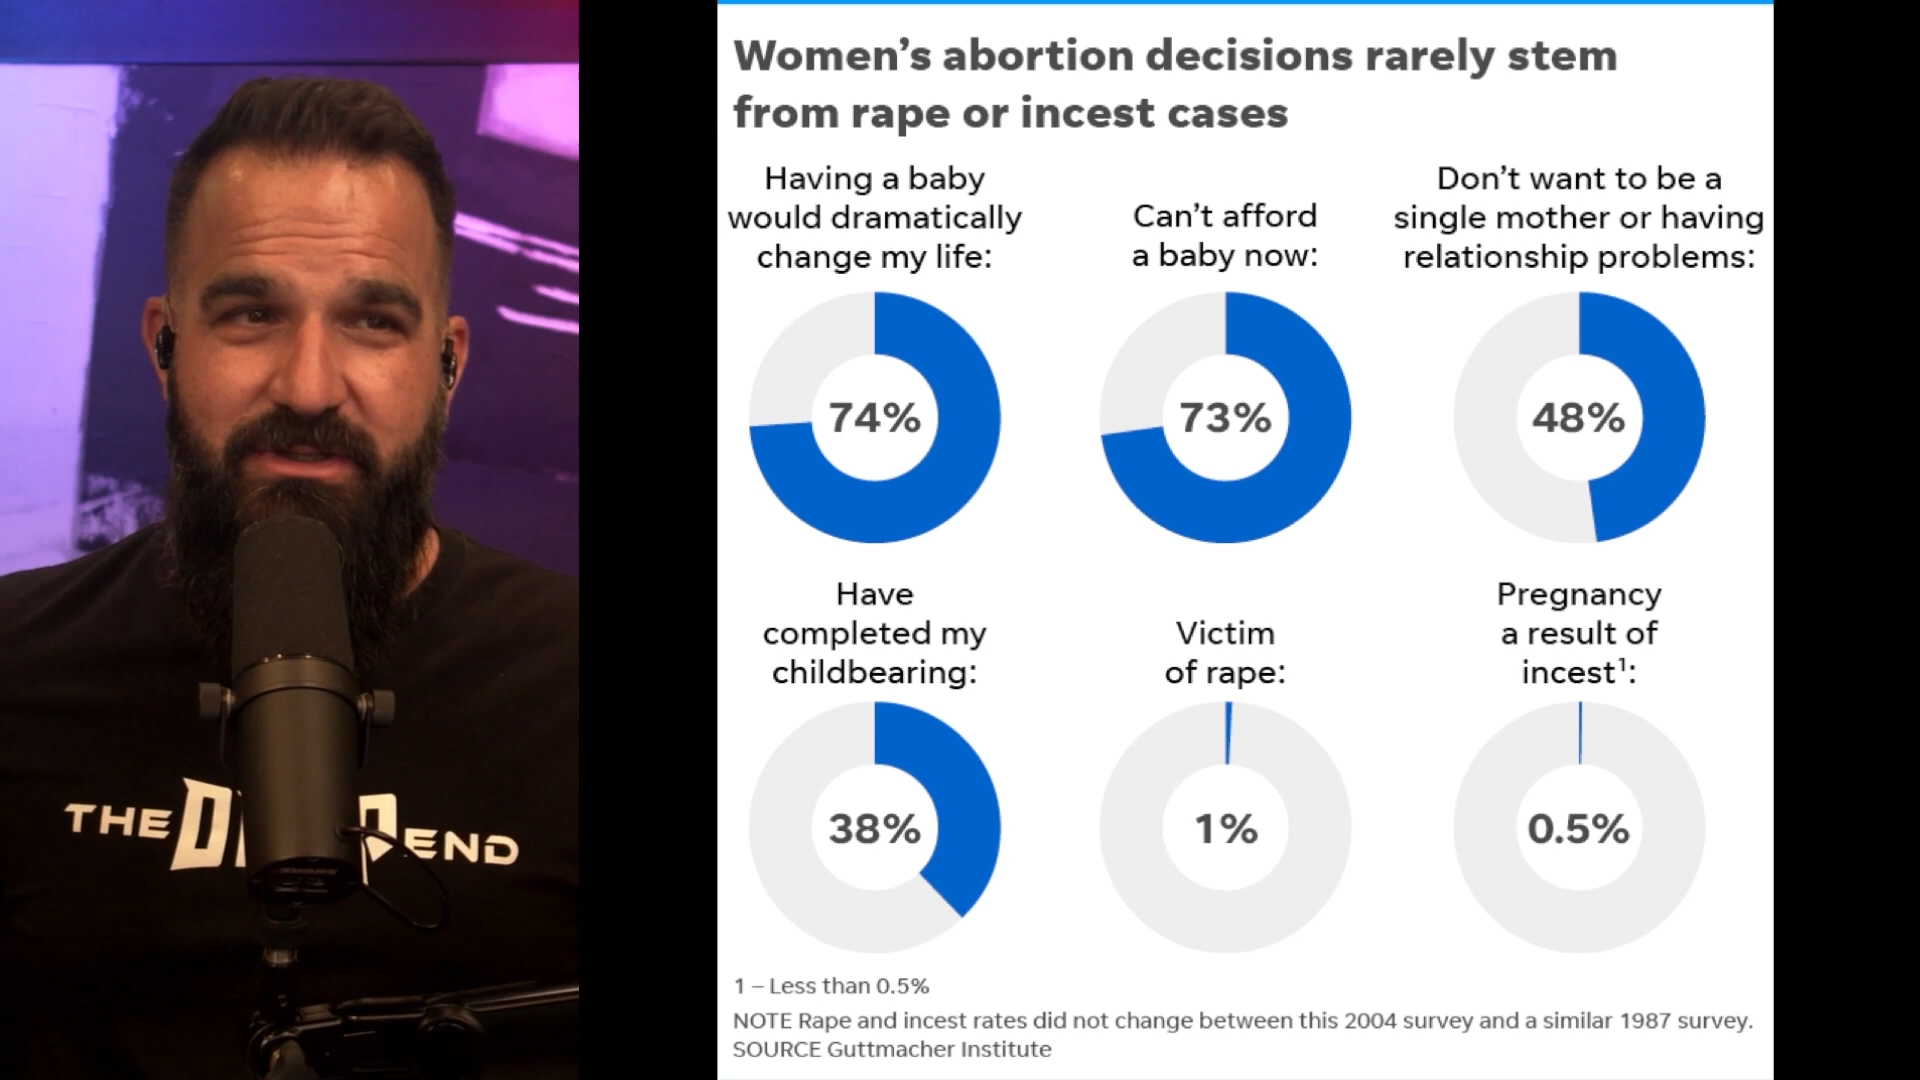 Women’s abortion decisions rarely stem
from rape or incest cases
Having a baby
would dramatically
change my life:
74%
Can’t afford
a baby now:
73%
Don’t want to be a
single mother or having
relationship problems:
48%
Have
completed my
childbearing:
38%
Victim
of rape:
1%
Pregnancy
a result of
incest¹:
0.5%
1 – Less than 0.5%
NOTE Rape and incest rates did not change between this 2004 survey and a similar 1987 survey.
SOURCE Guttmacher Institute
THE
END